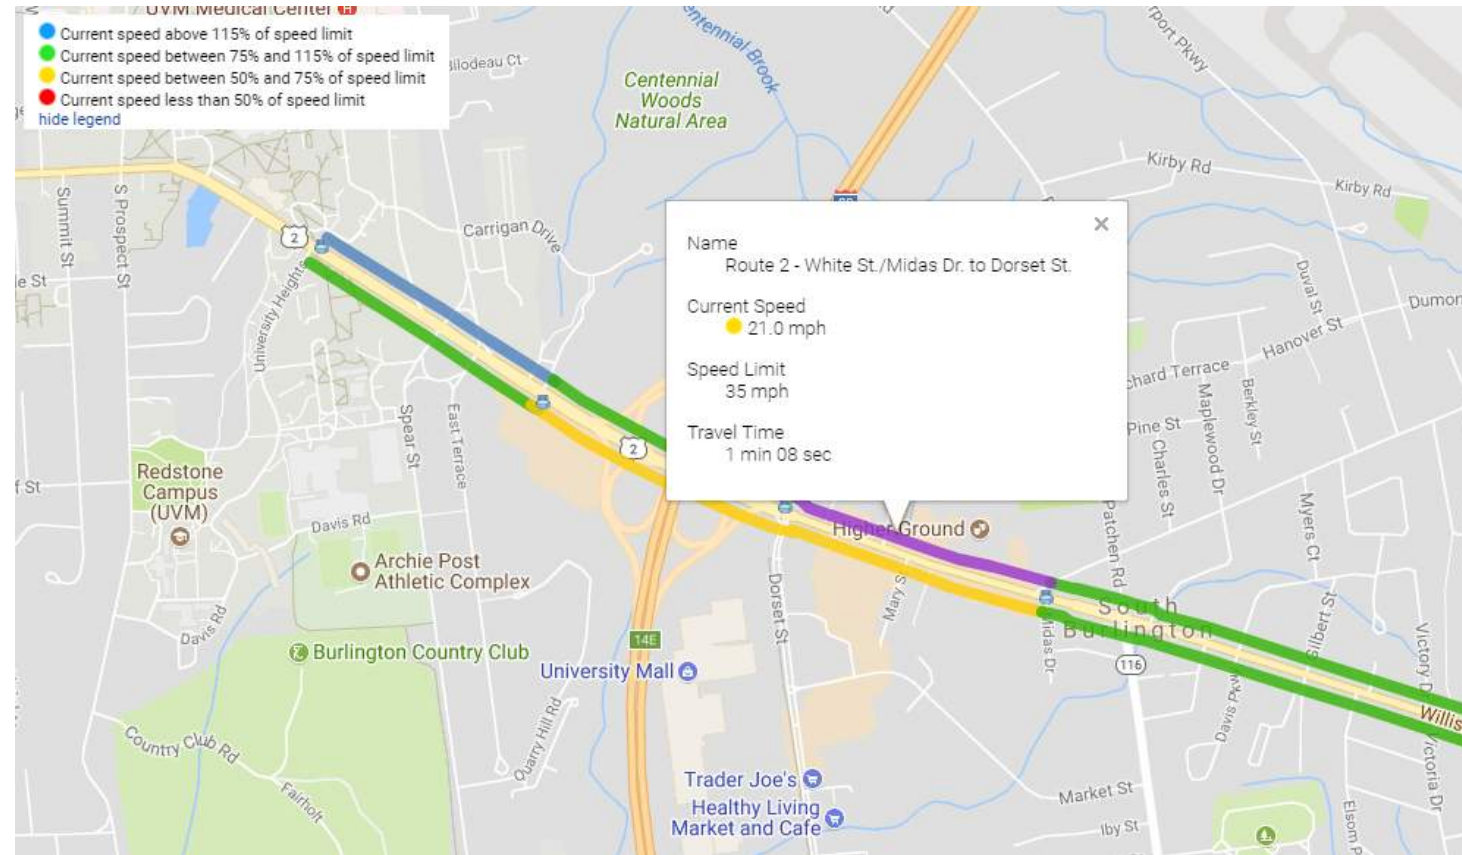 UVM Medical Center
H
Current speed above 115% of speed limit
Current speed between 75% and 115% of speed limit
Current speed between 50% and 75% of speed limit
Current speed less than 50% of speed limit
hide legend
Bilodeau Ct
Centennial Brook
Centennial
Woods
Natural Area
rport Pkwy
Kirby Rd
Kirby Rd
Summit St
S Prospect St
2
Carrigan Drive
le St
University Heights
Name
Route 2 - White St./Midas Dr. to Dorset St.
Current Speed
21.0 mph
Speed Limit
35 mph
Travel Time
1 min 08 sec
Duval St
Dumon
Hanover St
chard Terrace
Maplewood Dr
Berkley St
Pine St
Charles St
Spear St
East Terrace
2
Redstone
Campus
(UVM)
f St
Davis Rd
Archie Post
Athletic Complex
Higher Ground
Patchen Rd
Myers Ct
Dorset St
Mary S
South
Burlington
Midas Dr
Gilbert St
Victory D
Davis Rd
Burlington Country Club
14E
University Mall
116
Davis Pkw
Willis
Victoria Dr
Country Club Rd
Quarry Hill Rd
Fairholt
Trader Joe's
Healthy Living
Market and Cafe
Market St
Iby St
Elsom P